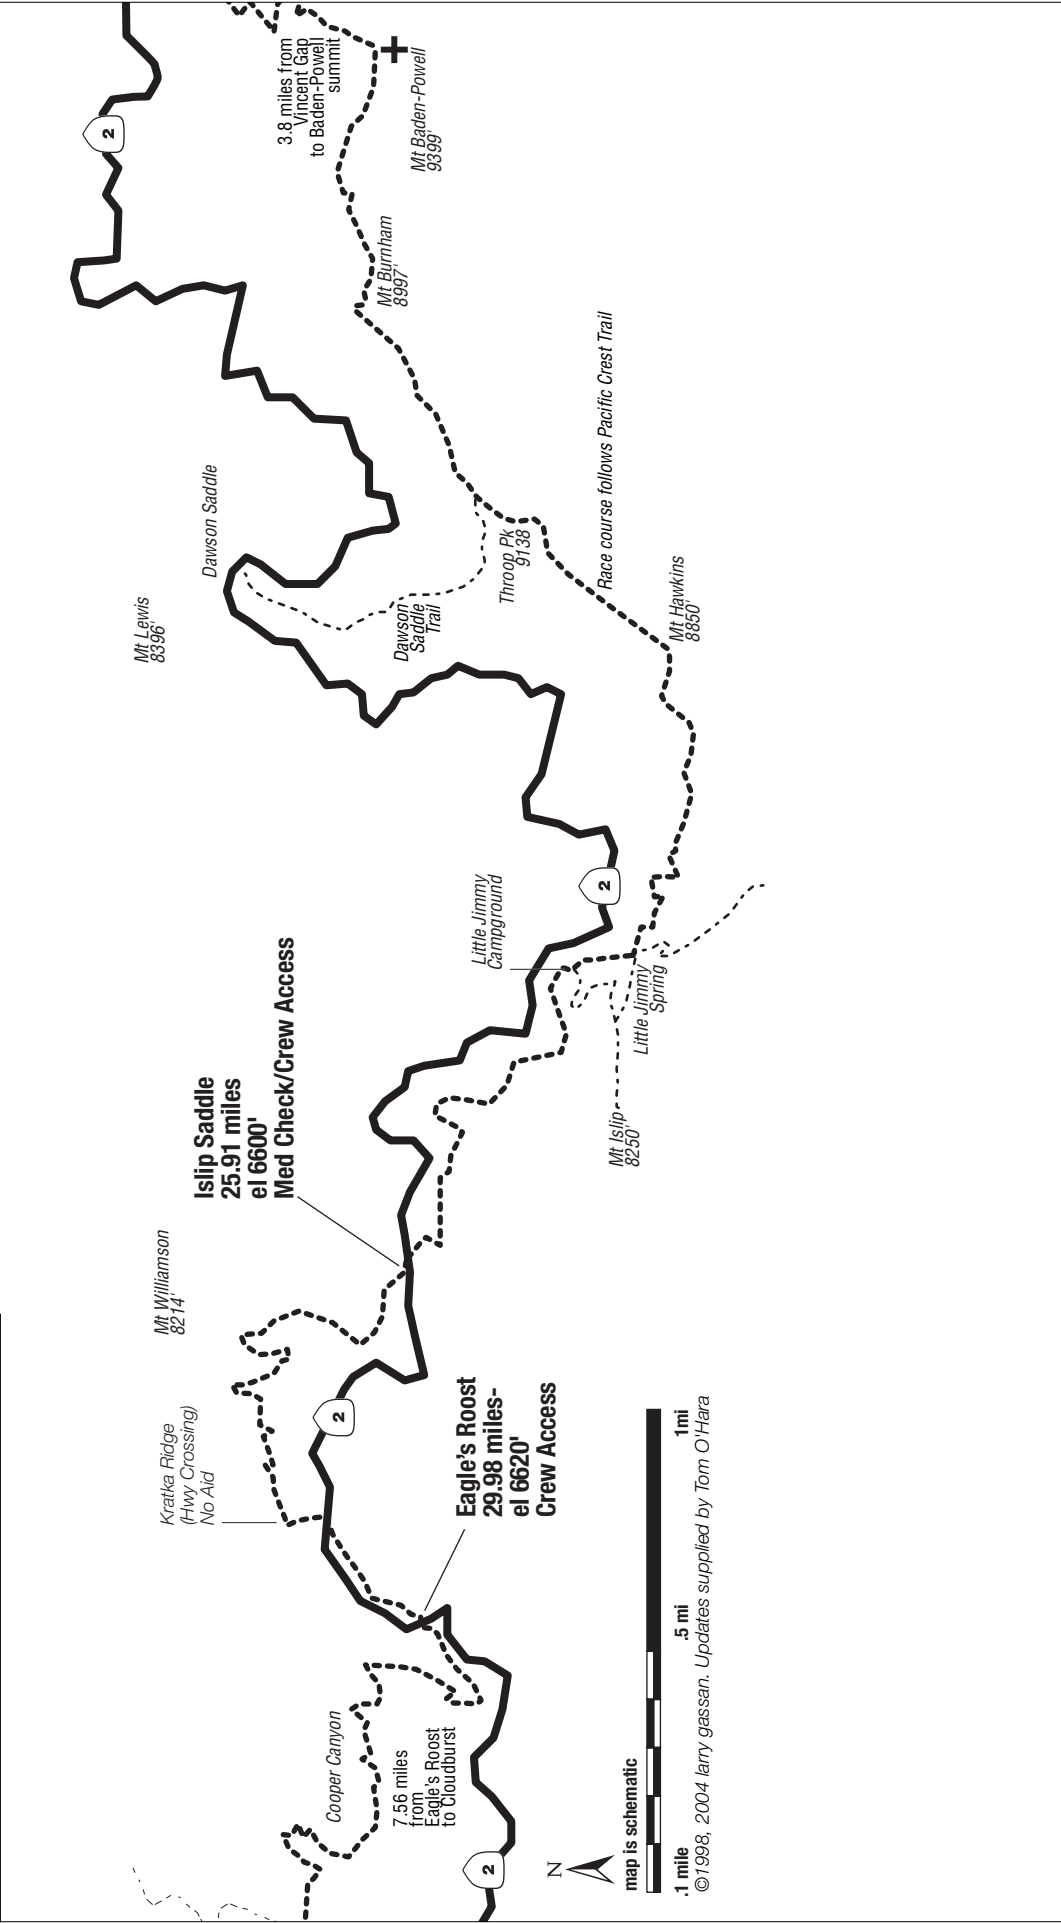 3.8 miles from
Vincent Gap
to Baden-Powell
summit
Mt Baden-Powell
9399'
2
Mt Burnham
8997'
Dawson Saddle
Mt Lewis
8396'
Dawson
Saddle
Trail
Throop Pk
9138'
Race course follows Pacific Crest Trail
Mt Hawkins
8850'
2
Little Jimmy
Campground
Little Jimmy
Spring
Mt Islip
8250'
Islip Saddle
25.91 miles
el 6600'
Med Check/Crew Access
Mt Williamson
8214'
2
Kratka Ridge
(Hwy Crossing)
No Aid
Eagle's Roost
29.98 miles-
el 6620'
Crew Access
Cooper Canyon
7.56 miles
from
Eagle's Roost
to Cloudburst
2
N
map is schematic
.1 mile .5 mi 1mi
©1998, 2004 larry gassan. Updates supplied by Tom O'Hara